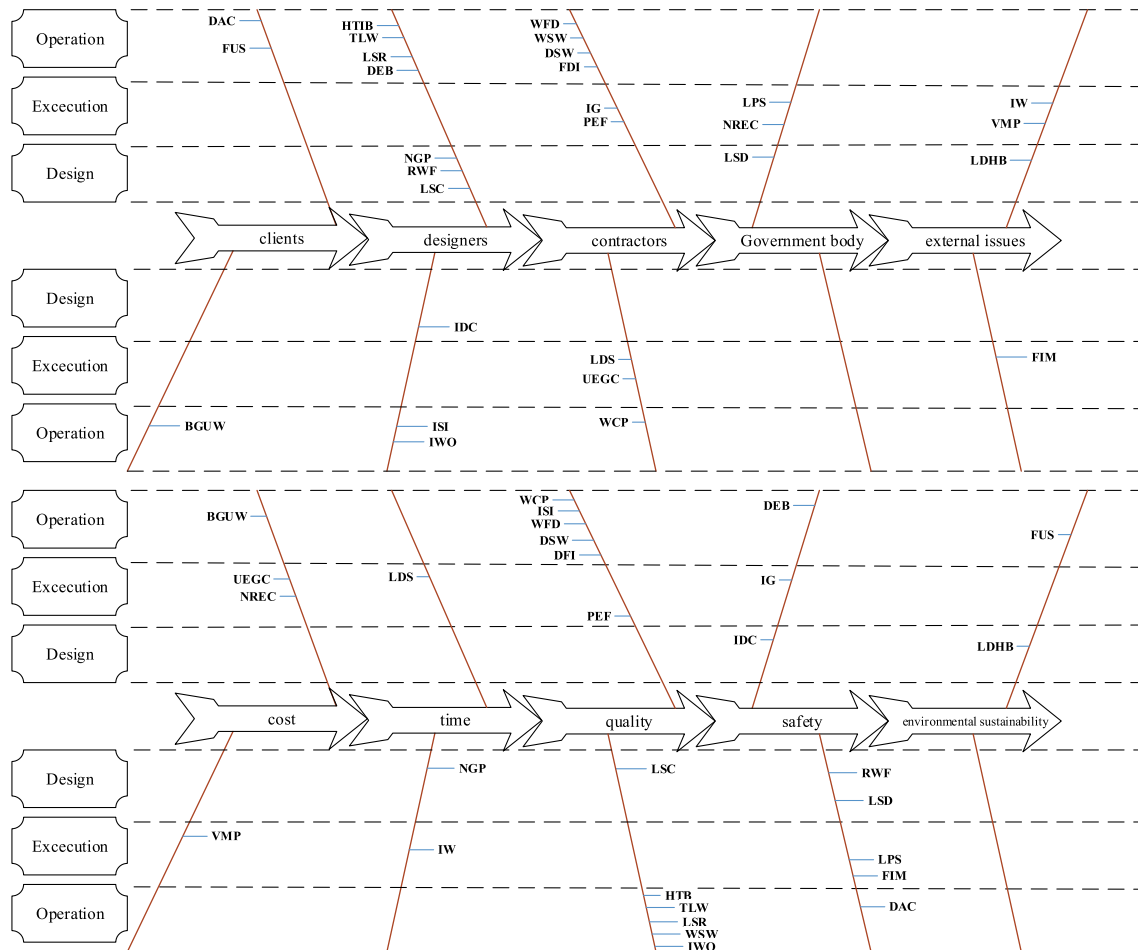 Operation
DAC
FUS
HTIB
TLW
LSR
DEB
WFD
WSW
DSW
FDI
Excecution
IG
PEF
LPS
NREC
IW
VMP
Design
NGP
RWF
LSC
LSD
LDHB
clients
designers
contractors
Government body
external issues
Design
IDC
Excecution
LDS
UEGC
FIM
Operation
BGUW
ISI
IWO
WCP
Operation
BGUW
WCP
ISI
WFD
DSW
DFI
DEB
FUS
Excecution
UEGC
NREC
LDS
PEF
IG
Design
IDC
LDHB
cost
time
quality
safety
environmental sustainability
Design
NGP
LSC
RWF
LSD
Excecution
VMP
IW
LPS
FIM
Operation
HTB
TLW
LSR
WSW
IWO
DAC